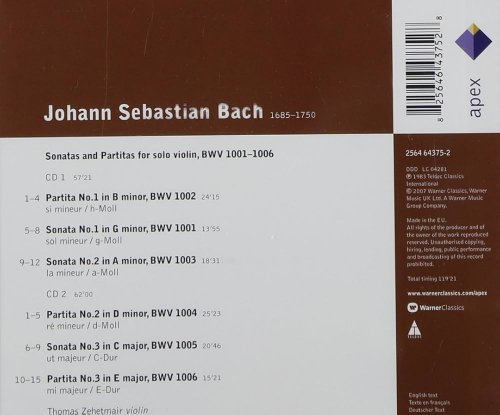 Johann Sebastian Bach 1685–1750
Sonatas and Partitas for solo violin, BWV 1001–1006
CD 1 57'21
1–4 Partita No.1 in B minor, BWV 1002 24'15
si mineur / h-Moll
5–8 Sonata No.1 in G minor, BWV 1001 13'55
sol mineur / g-Moll
9–12 Sonata No.2 in A minor, BWV 1003 18'31
la mineur / a-Moll
CD 2 62'00
1–5 Partita No.2 in D minor, BWV 1004 25'23
ré mineur / d-Moll
6–9 Sonata No.3 in C major, BWV 1005 20'46
ut majeur / C-Dur
10–15 Partita No.3 in E major, BWV 1006 15'21
mi majeur / E-Dur
Thomas Zehetmair violin
8 25646 43752 8
apex
2564 64375-2
DDD LC 04281
℗ 1983 Teldec Classics
International
© 2007 Warner Classics, Warner
Music UK Ltd. A Warner Music
Group Company.
Made in the E.U.
All rights of the producer and of
the owner of the work reproduced
reserved. Unauthorised copying,
hiring, lending, public performance
and broadcasting of this record
prohibited.
Total timing 119'21
www.warnerclassics.com/apex
WarnerClassics
TELDEC
English text
Texte en français
Deutscher Text